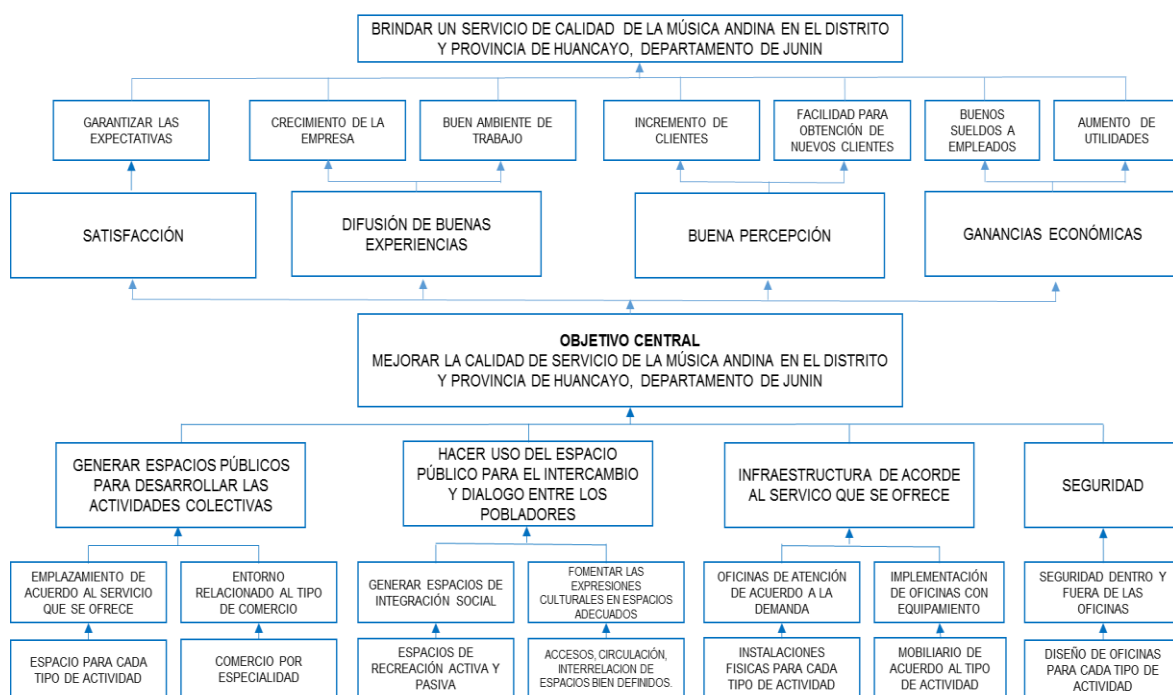 BRINDAR UN SERVICIO DE CALIDAD DE LA MÚSICA ANDINA EN EL DISTRITO
Y PROVINCIA DE HUANCAYO, DEPARTAMENTO DE JUNIN
GARANTIZAR LAS
EXPECTATIVAS
CRECIMIENTO DE LA
EMPRESA
BUEN AMBIENTE DE
TRABAJO
INCREMENTO DE
CLIENTES
FACILIDAD PARA
OBTENCIÓN DE
NUEVOS CLIENTES
BUENOS
SUELDOS A
EMPLEADOS
AUMENTO DE
UTILIDADES
SATISFACCIÓN
DIFUSIÓN DE BUENAS
EXPERIENCIAS
BUENA PERCEPCIÓN
GANANCIAS ECONÓMICAS
OBJETIVO CENTRAL
MEJORAR LA CALIDAD DE SERVICIO DE LA MÚSICA ANDINA EN EL DISTRITO
Y PROVINCIA DE HUANCAYO, DEPARTAMENTO DE JUNIN
GENERAR ESPACIOS PÚBLICOS
PARA DESARROLLAR LAS
ACTIVIDADES COLECTIVAS
HACER USO DEL ESPACIO
PÚBLICO PARA EL INTERCAMBIO
Y DIALOGO ENTRE LOS
POBLADORES
INFRAESTRUCTURA DE ACORDE
AL SERVICO QUE SE OFRECE
SEGURIDAD
EMPLAZAMIENTO DE
ACUERDO AL SERVICIO
QUE SE OFRECE
ENTORNO
RELACIONADO AL TIPO
DE COMERCIO
GENERAR ESPACIOS DE
INTEGRACIÓN SOCIAL
FOMENTAR LAS
EXPRESIONES
CULTURALES EN ESPACIOS
ADECUADOS
OFICINAS DE ATENCIÓN
DE ACUERDO A LA
DEMANDA
IMPLEMENTACIÓN
DE OFICINAS CON
EQUIPAMIENTO
SEGURIDAD DENTRO Y
FUERA DE LAS
OFICINAS
ESPACIO PARA CADA
TIPO DE ACTIVIDAD
COMERCIO POR
ESPECIALIDAD
ESPACIOS DE
RECREACIÓN ACTIVA Y
PASIVA
ACCESOS, CIRCULACIÓN,
INTERRELACION DE
ESPACIOS BIEN DEFINIDOS.
INSTALACIONES
FISICAS PARA CADA
TIPO DE ACTIVIDAD
MOBILIARIO DE
ACUERDO AL TIPO
DE ACTIVIDAD
DISEÑO DE OFICINAS
PARA CADA TIPO DE
ACTIVIDAD